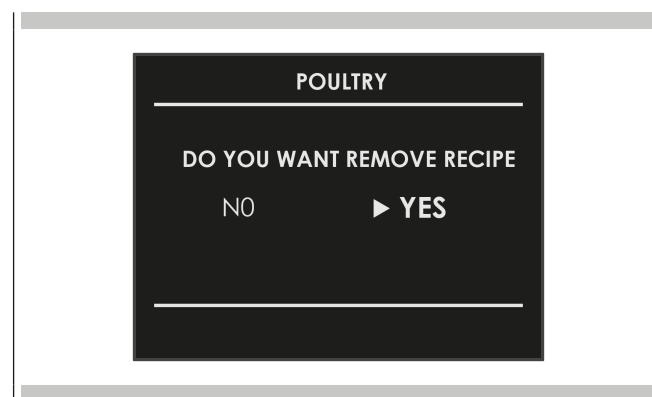 POULTRY
DO YOU WANT REMOVE RECIPE
N0 ▶ YES